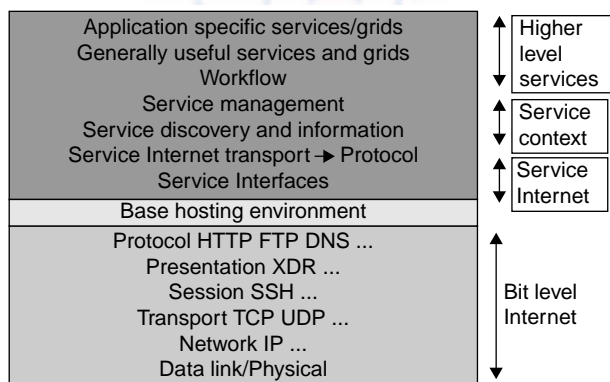 Application specific services/grids
Generally useful services and grids
Workflow
Service management
Service discovery and information
Service Internet transport → Protocol
Service Interfaces
Base hosting environment
Protocol HTTP FTP DNS ...
Presentation XDR ...
Session SSH ...
Transport TCP UDP ...
Network IP ...
Data link/Physical
Higher
level
services
Service
context
Service
Internet
Bit level
Internet